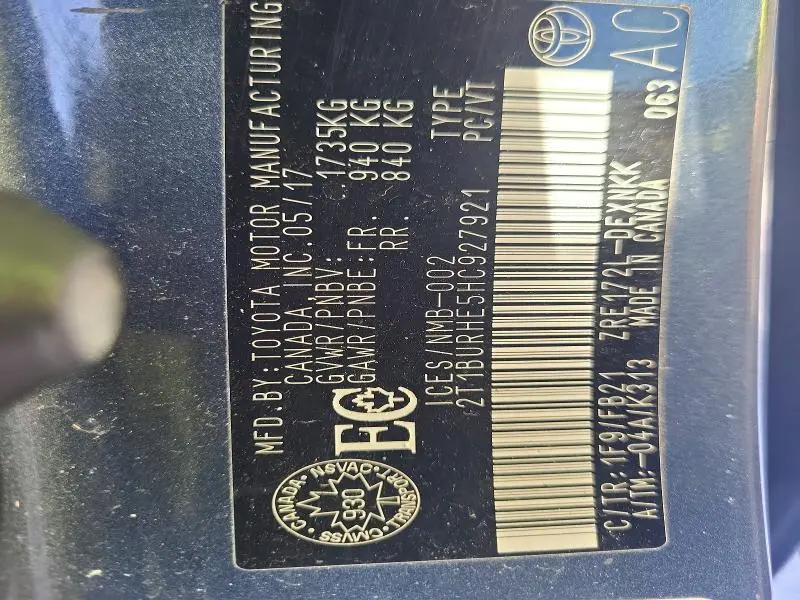 MFD.BY:TOYOTA MOTOR MANUFACTURING
CANADA, INC. 05/17
GVWR/PNBV: 1735KG
GAWR/PNBE:FR. 940 KG
RR. 840 KG
EC
CANADA · NSVAC · TRANSPORT · CMVSS ·
930
ICES/NMB-002 TYPE
2T1BURHE5HC927921 PC/VT
C/TR: 1F9/FB21 ZRE172L-DEXNKK
A/TM:-04A/K313 MADE IN CANADA 063
AC